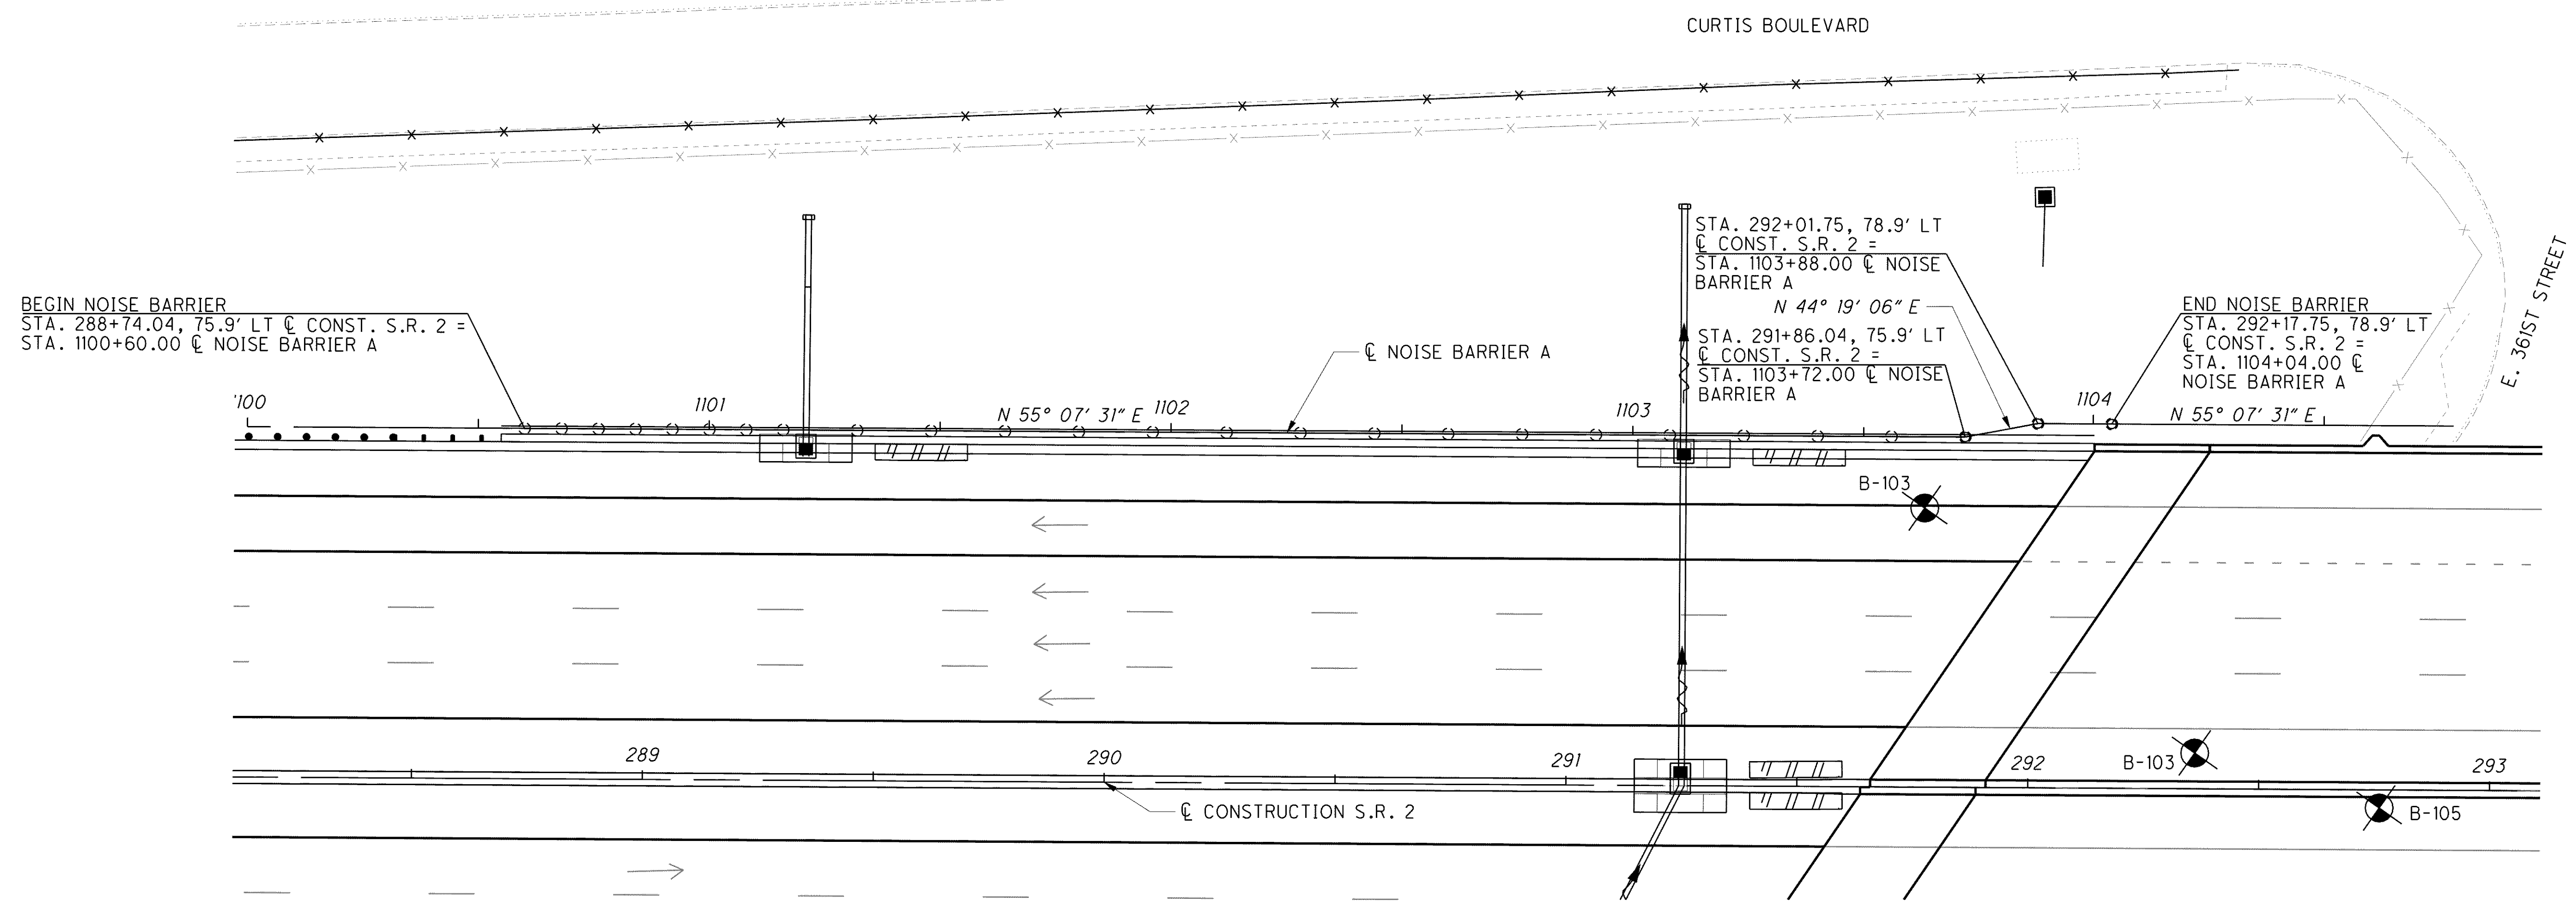 CURTIS BOULEVARD
STA. 292+01.75, 78.9' LT
℄ CONST. S.R. 2 =
STA. 1103+88.00 ℄ NOISE
BARRIER A
N 44° 19' 06" E
STA. 291+86.04, 75.9' LT
℄ CONST. S.R. 2 =
STA. 1103+72.00 ℄ NOISE
BARRIER A
BEGIN NOISE BARRIER
STA. 288+74.04, 75.9' LT ℄ CONST. S.R. 2 =
STA. 1100+60.00 ℄ NOISE BARRIER A
END NOISE BARRIER
STA. 292+17.75, 78.9' LT
℄ CONST. S.R. 2 =
STA. 1104+04.00 ℄
NOISE BARRIER A
E. 361ST STREET
℄ NOISE BARRIER A
'100
1101
N 55° 07' 31" E
1102
1103
1104
N 55° 07' 31" E
B-103
289
290
291
292
293
B-103
B-105
℄ CONSTRUCTION S.R. 2